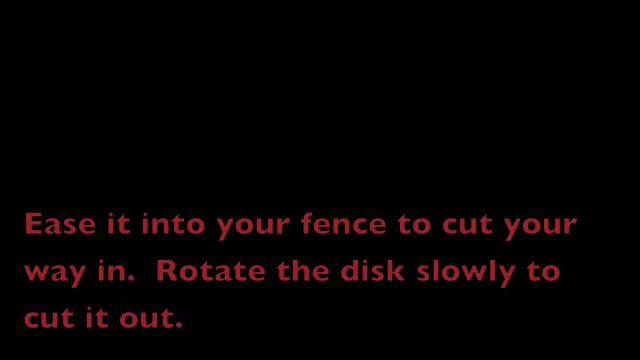 Ease it into your fence to cut your
way in.  Rotate the disk slowly to
cut it out.